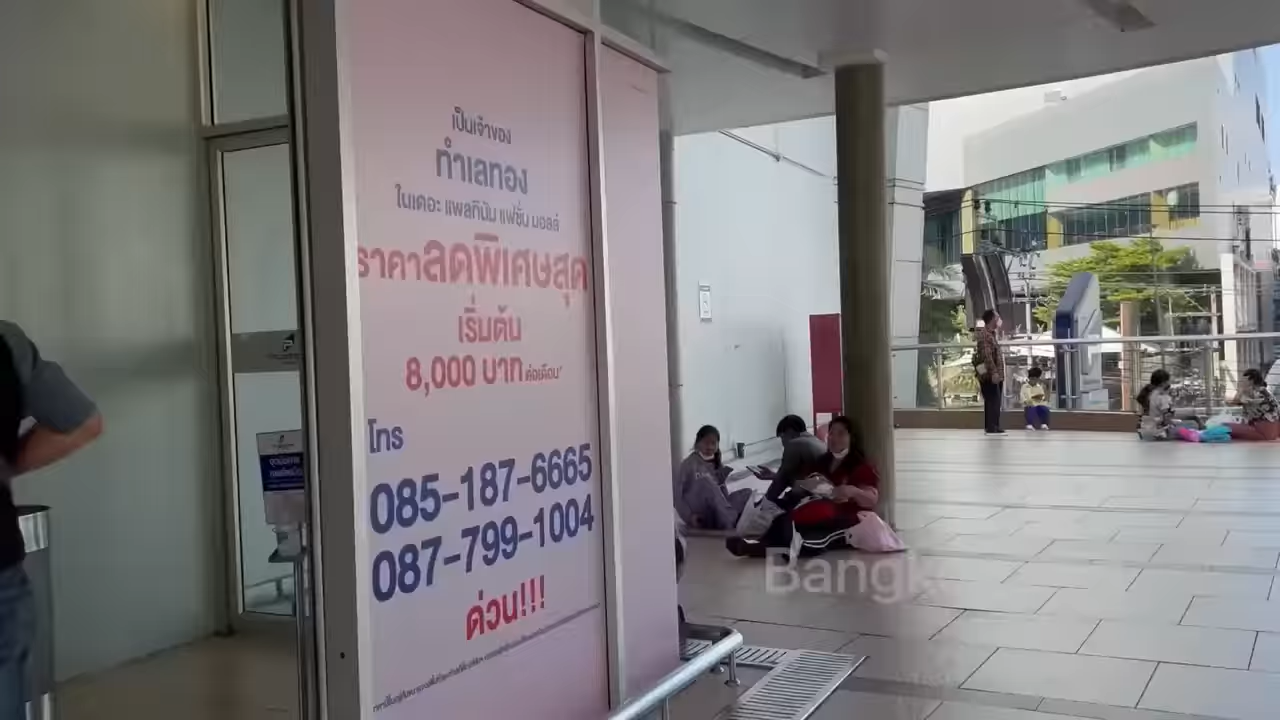 เป็นเจ้าของ
ทำเลทอง
ในเดอะ แพลทินัม แฟชั่น มอลล์
ราคาลดพิเศษสุด
เริ่มต้น
8,000 บาท ต่อเดือน*
โทร
085-187-6665
087-799-1004
ด่วน!!!
Bangk